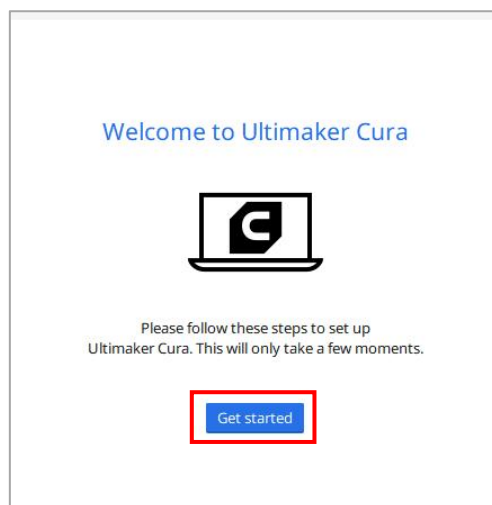 Welcome to Ultimaker Cura
Please follow these steps to set up
Ultimaker Cura. This will only take a few moments.
Get started